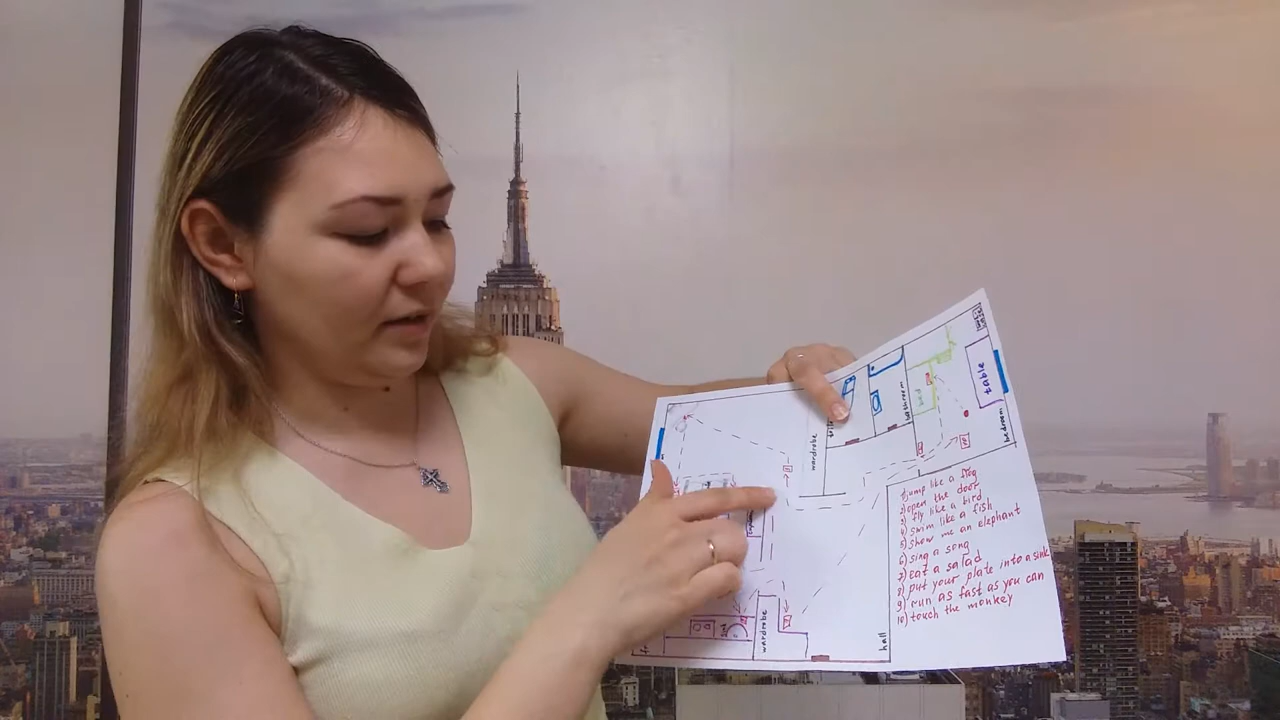 table
bedroom
bed
bathroom
wardrobe
1) jump like a frog
2) open the door
3) fly like a bird
4) swim like a fish
5) show me an elephant
6) sing a song
7) eat a salad
8) put your plate into a sink
9) run as fast as you can
10) touch the monkey
wardrobe
hall